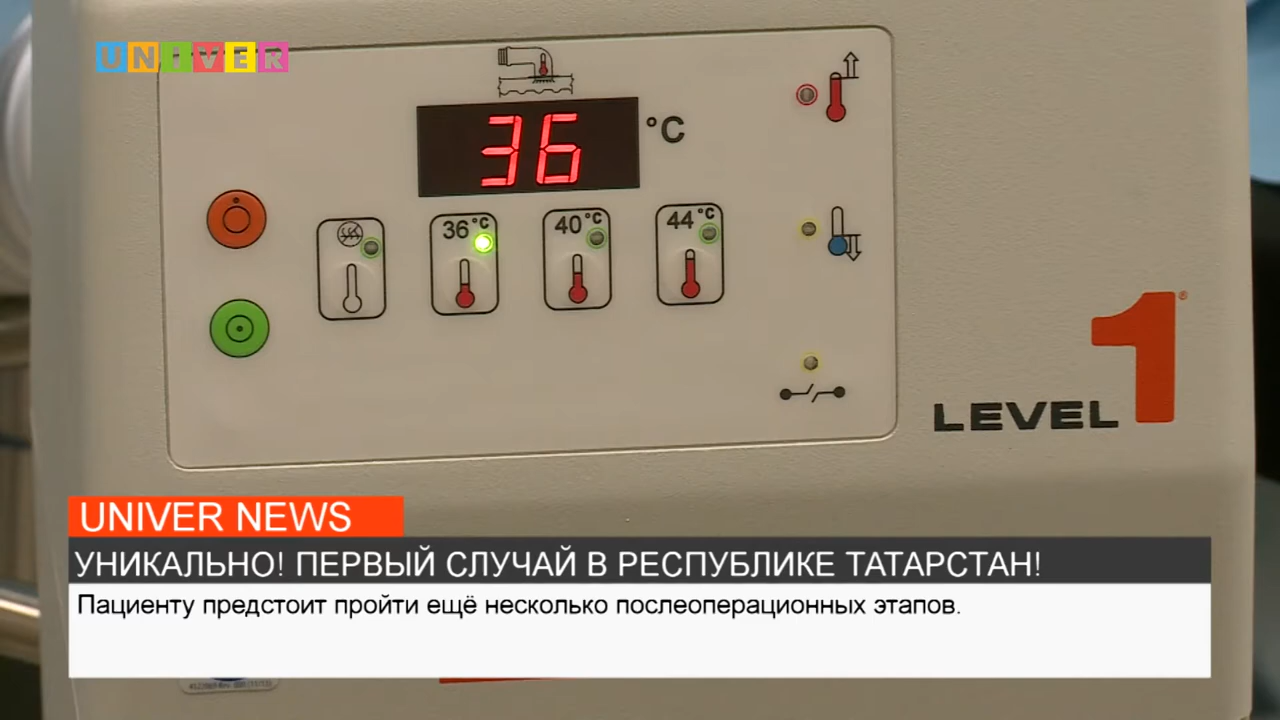 UNIVER
36 °C
36 °C 40 °C 44 °C
LEVEL 1 ®
UNIVER NEWS
УНИКАЛЬНО! ПЕРВЫЙ СЛУЧАЙ В РЕСПУБЛИКЕ ТАТАРСТАН!
Пациенту предстоит пройти ещё несколько послеоперационных этапов.